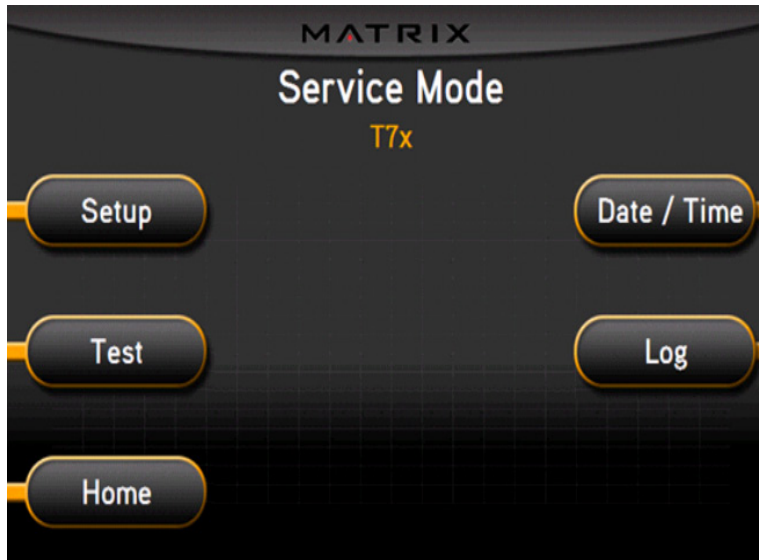 MATRIX
Service Mode
T7x
Setup
Date / Time
Test
Log
Home